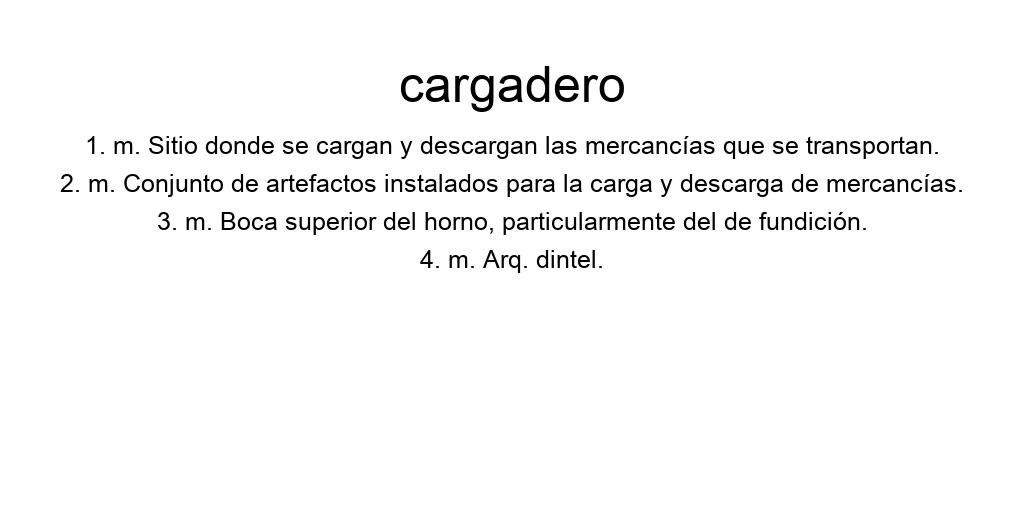 cargadero
1. m. Sitio donde se cargan y descargan las mercancías que se transportan.
2. m. Conjunto de artefactos instalados para la carga y descarga de mercancías.
3. m. Boca superior del horno, particularmente del de fundición.
4. m. Arq. dintel.